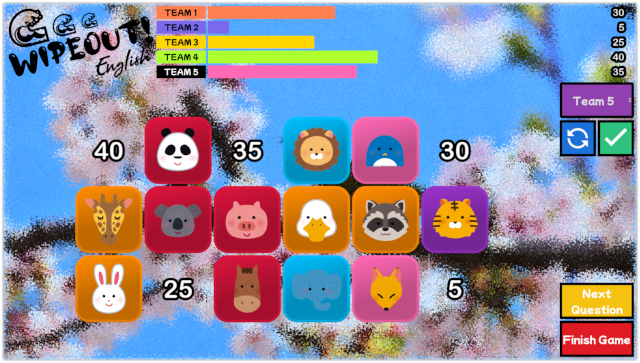 WIPEOUT!
English
TEAM 1 30
TEAM 2 5
TEAM 3 25
TEAM 4 40
TEAM 5 35
Team 5
40 35 30
25 5
Next
Question
Finish Game